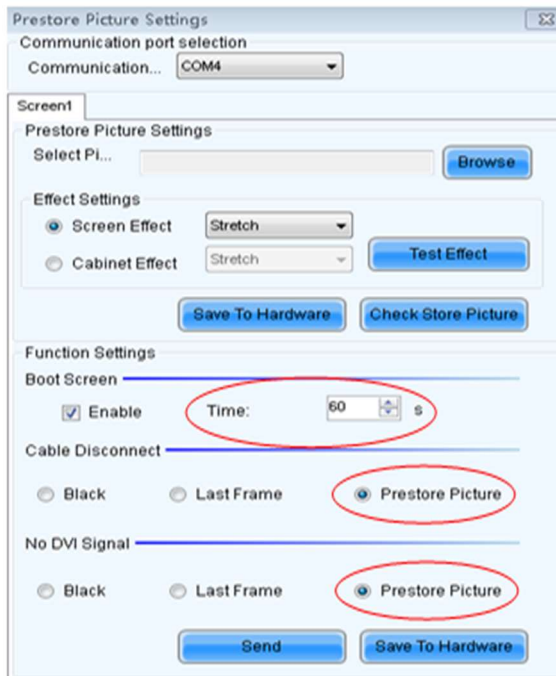 Prestore Picture Settings
Communication port selection
Communication... COM4
Screen1
Prestore Picture Settings
Select Pi... Browse
Effect Settings
Screen Effect Stretch
Cabinet Effect Stretch Test Effect
Save To Hardware Check Store Picture
Function Settings
Boot Screen
Enable Time: 60 s
Cable Disconnect
Black Last Frame Prestore Picture
No DVI Signal
Black Last Frame Prestore Picture
Send Save To Hardware